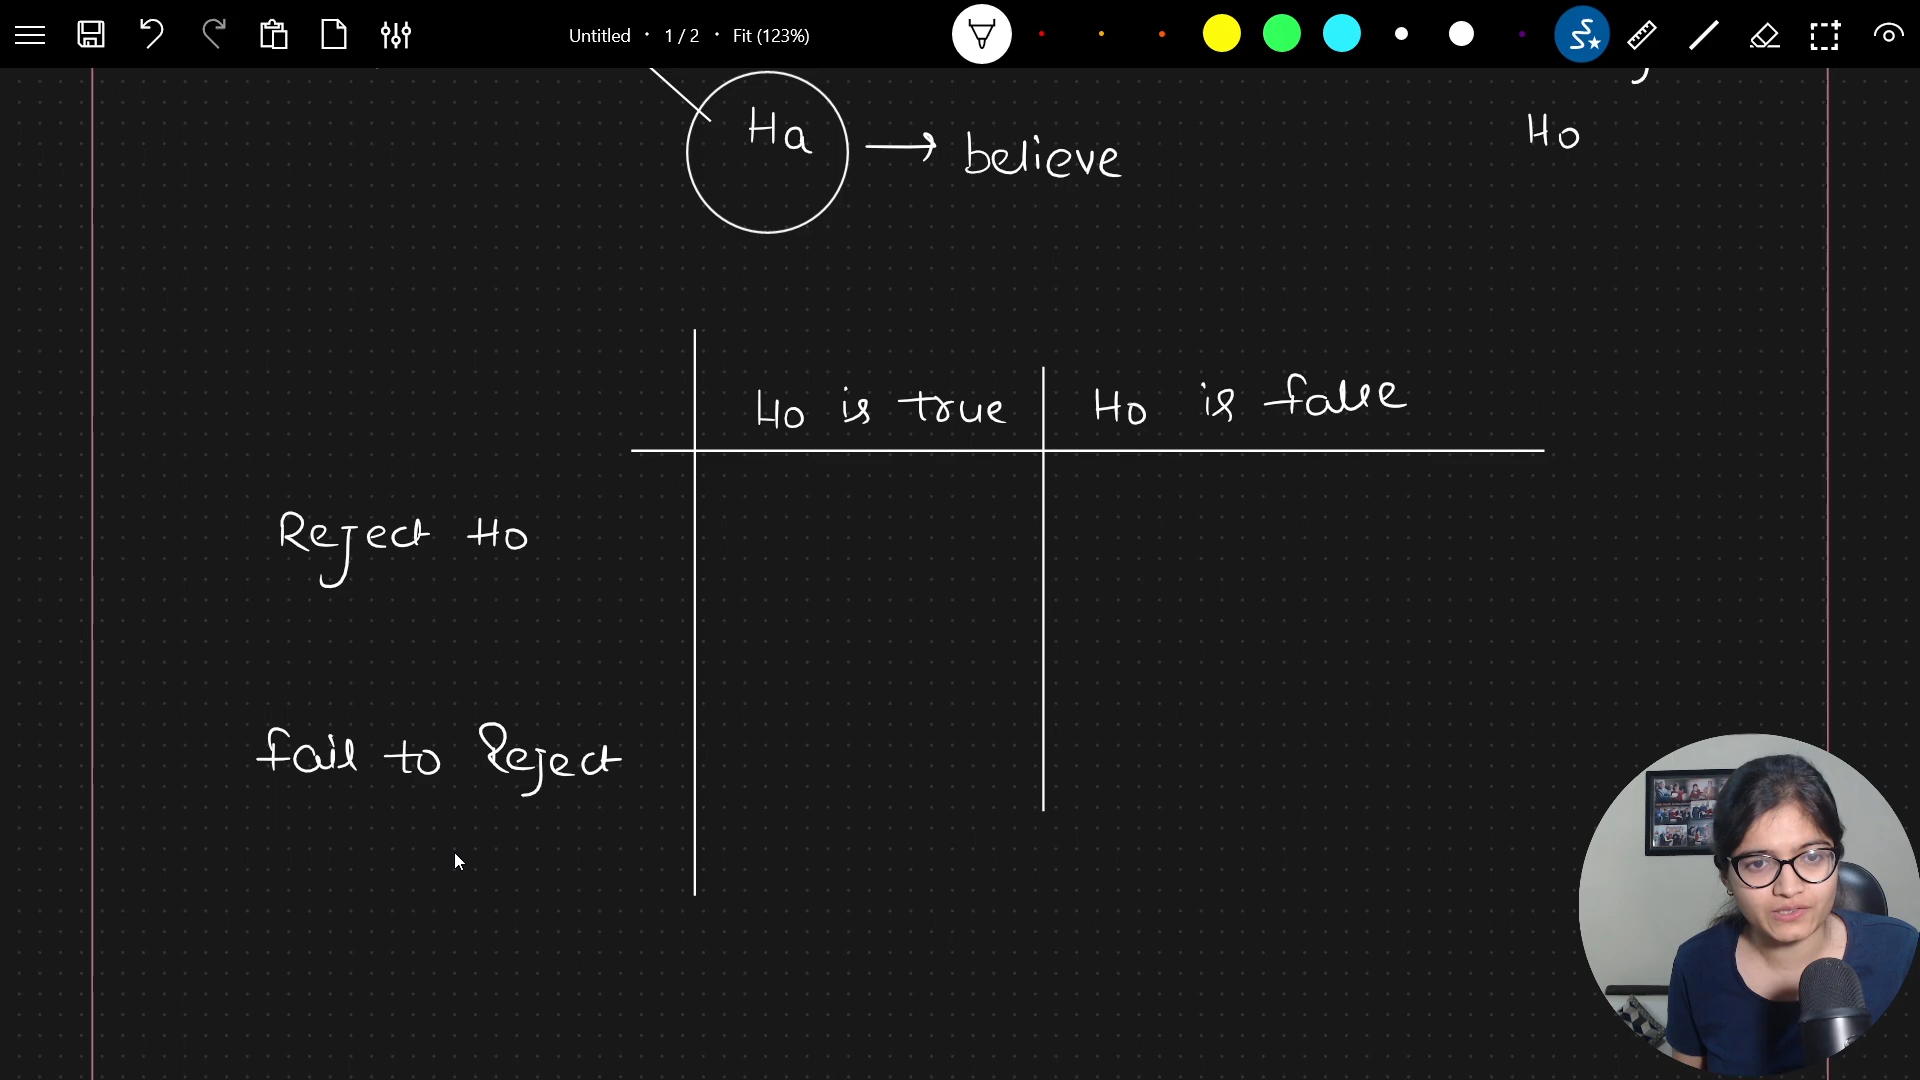 Untitled • 1 / 2 • Fit (123%)
Ha → believe
Ho
Ho is true Ho is false
Reject Ho
fail to Reject